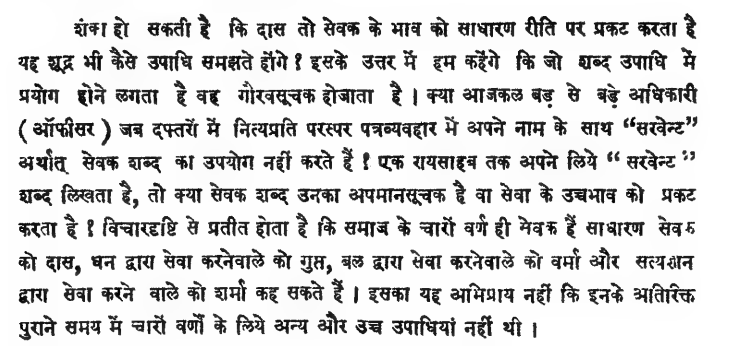 शंका हो सकती है कि दास तो सेवक के भाव को साधारण रीति पर प्रकट करता है
यह शूद्र भी कैसे उपाधि समझते होंगे ? इसके उत्तर में हम कहेंगे कि जो शब्द उपाधि में
प्रयोग होने लगता है वह गौरवसूचक होजाता है । क्या आजकल बड़ से बड़े अधिकारी
( ऑफीसर ) जब दफ्तरों में नित्यप्रति परस्पर पत्रव्यवहार में अपने नाम के साथ “सरवेन्ट”
अर्थात् सेवक शब्द का उपयोग नहीं करते हैं ? एक रायसाहब तक अपने लिये “ सरवेन्ट ”
शब्द लिखता है, तो क्या सेवक शब्द उनका अपमानसूचक है वा सेवा के उच्चभाव को प्रकट
करता है ? विचारदृष्टि से प्रतीत होता है कि समाज के चारों वर्ण ही सेवक हैं साधारण सेवक
को दास, धन द्वारा सेवा करनेवाले को गुप्त, बल द्वारा सेवा करनेवाले को वर्मा और सत्यज्ञान
द्वारा सेवा करने वाले को शर्मा कह सकते हैं । इसका यह अभिप्राय नहीं कि इनके अतिरिक्त
पुराने समय में चारों वर्णों के लिये अन्य और उच्च उपाधियां नहीं थी ।